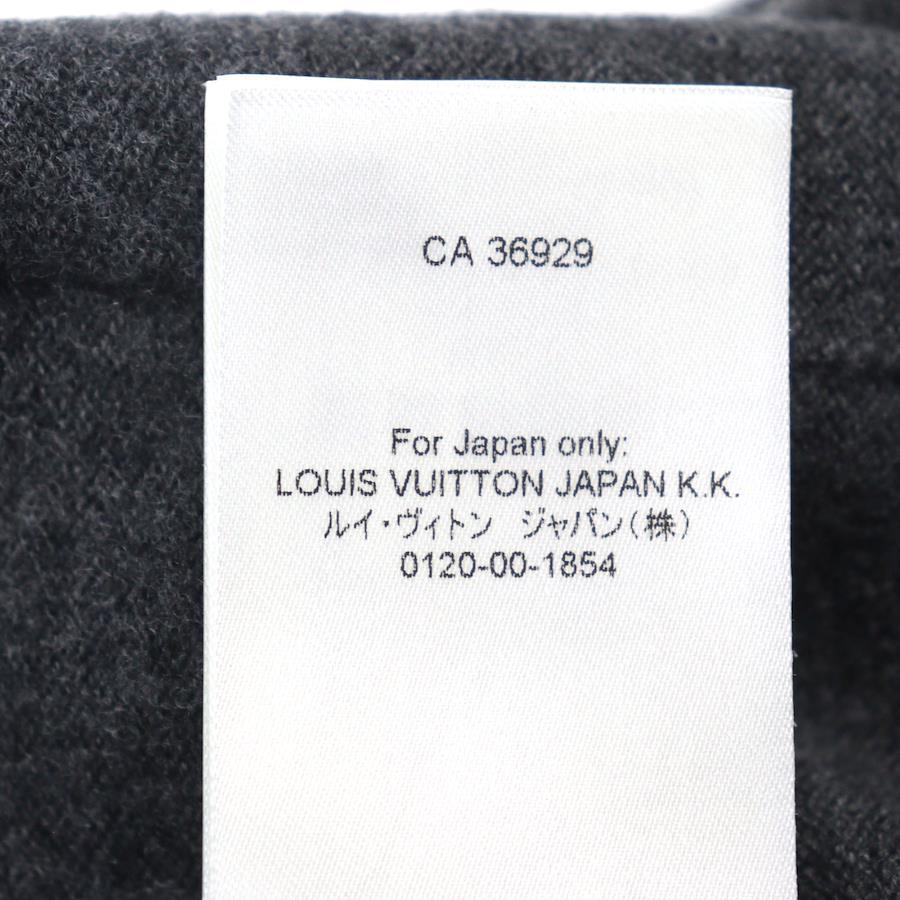 CA 36929
For Japan only:
LOUIS VUITTON JAPAN K.K.
ルイ・ヴィトン　ジャパン(株)
0120-00-1854